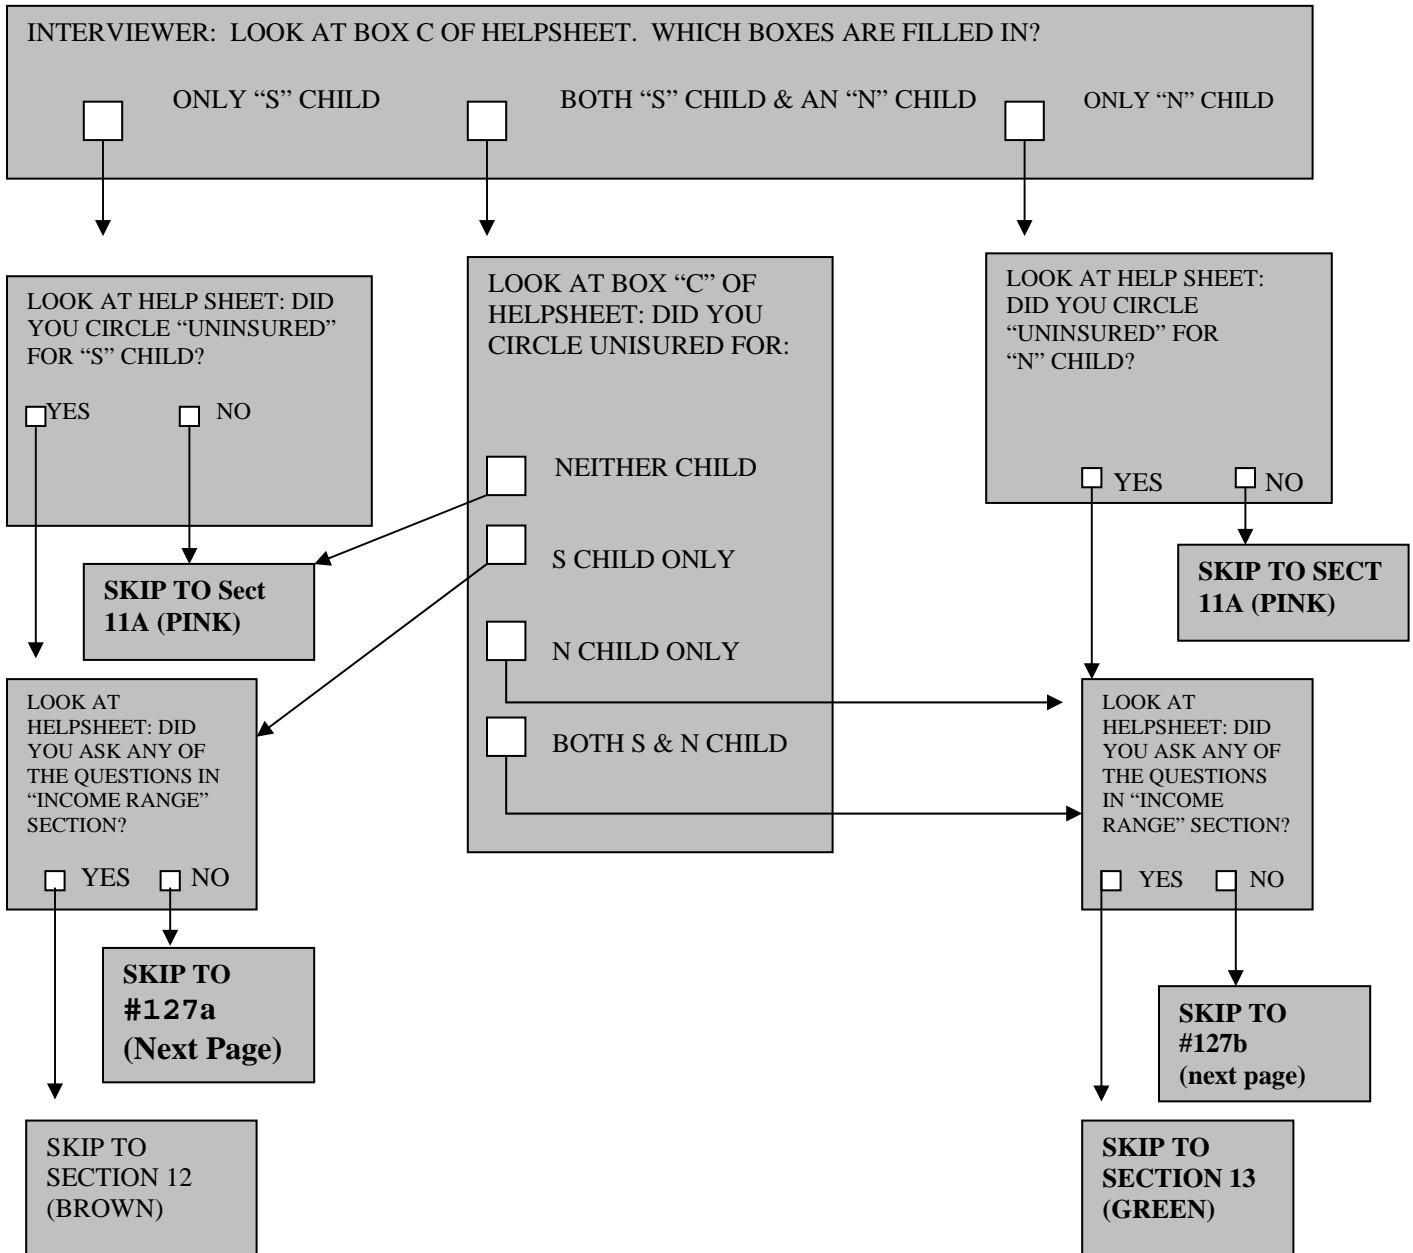 INTERVIEWER: LOOK AT BOX C OF HELPSHEET. WHICH BOXES ARE FILLED IN?
ONLY “S” CHILD
BOTH “S” CHILD & AN “N” CHILD
ONLY “N” CHILD
LOOK AT HELP SHEET: DID
YOU CIRCLE “UNINSURED”
FOR “S” CHILD?
YES
NO
SKIP TO Sect
11A (PINK)
LOOK AT BOX “C” OF
HELPSHEET: DID YOU
CIRCLE UNISURED FOR:
NEITHER CHILD
S CHILD ONLY
N CHILD ONLY
BOTH S & N CHILD
LOOK AT HELP SHEET:
DID YOU CIRCLE
“UNINSURED” FOR
“N” CHILD?
YES
NO
SKIP TO SECT
11A (PINK)
LOOK AT
HELPSHEET: DID
YOU ASK ANY OF
THE QUESTIONS IN
“INCOME RANGE”
SECTION?
YES
NO
SKIP TO
#127a
(Next Page)
SKIP TO
SECTION 12
(BROWN)
LOOK AT
HELPSHEET: DID
YOU ASK ANY OF
THE QUESTIONS
IN “INCOME
RANGE” SECTION?
YES
NO
SKIP TO
#127b
(next page)
SKIP TO
SECTION 13
(GREEN)